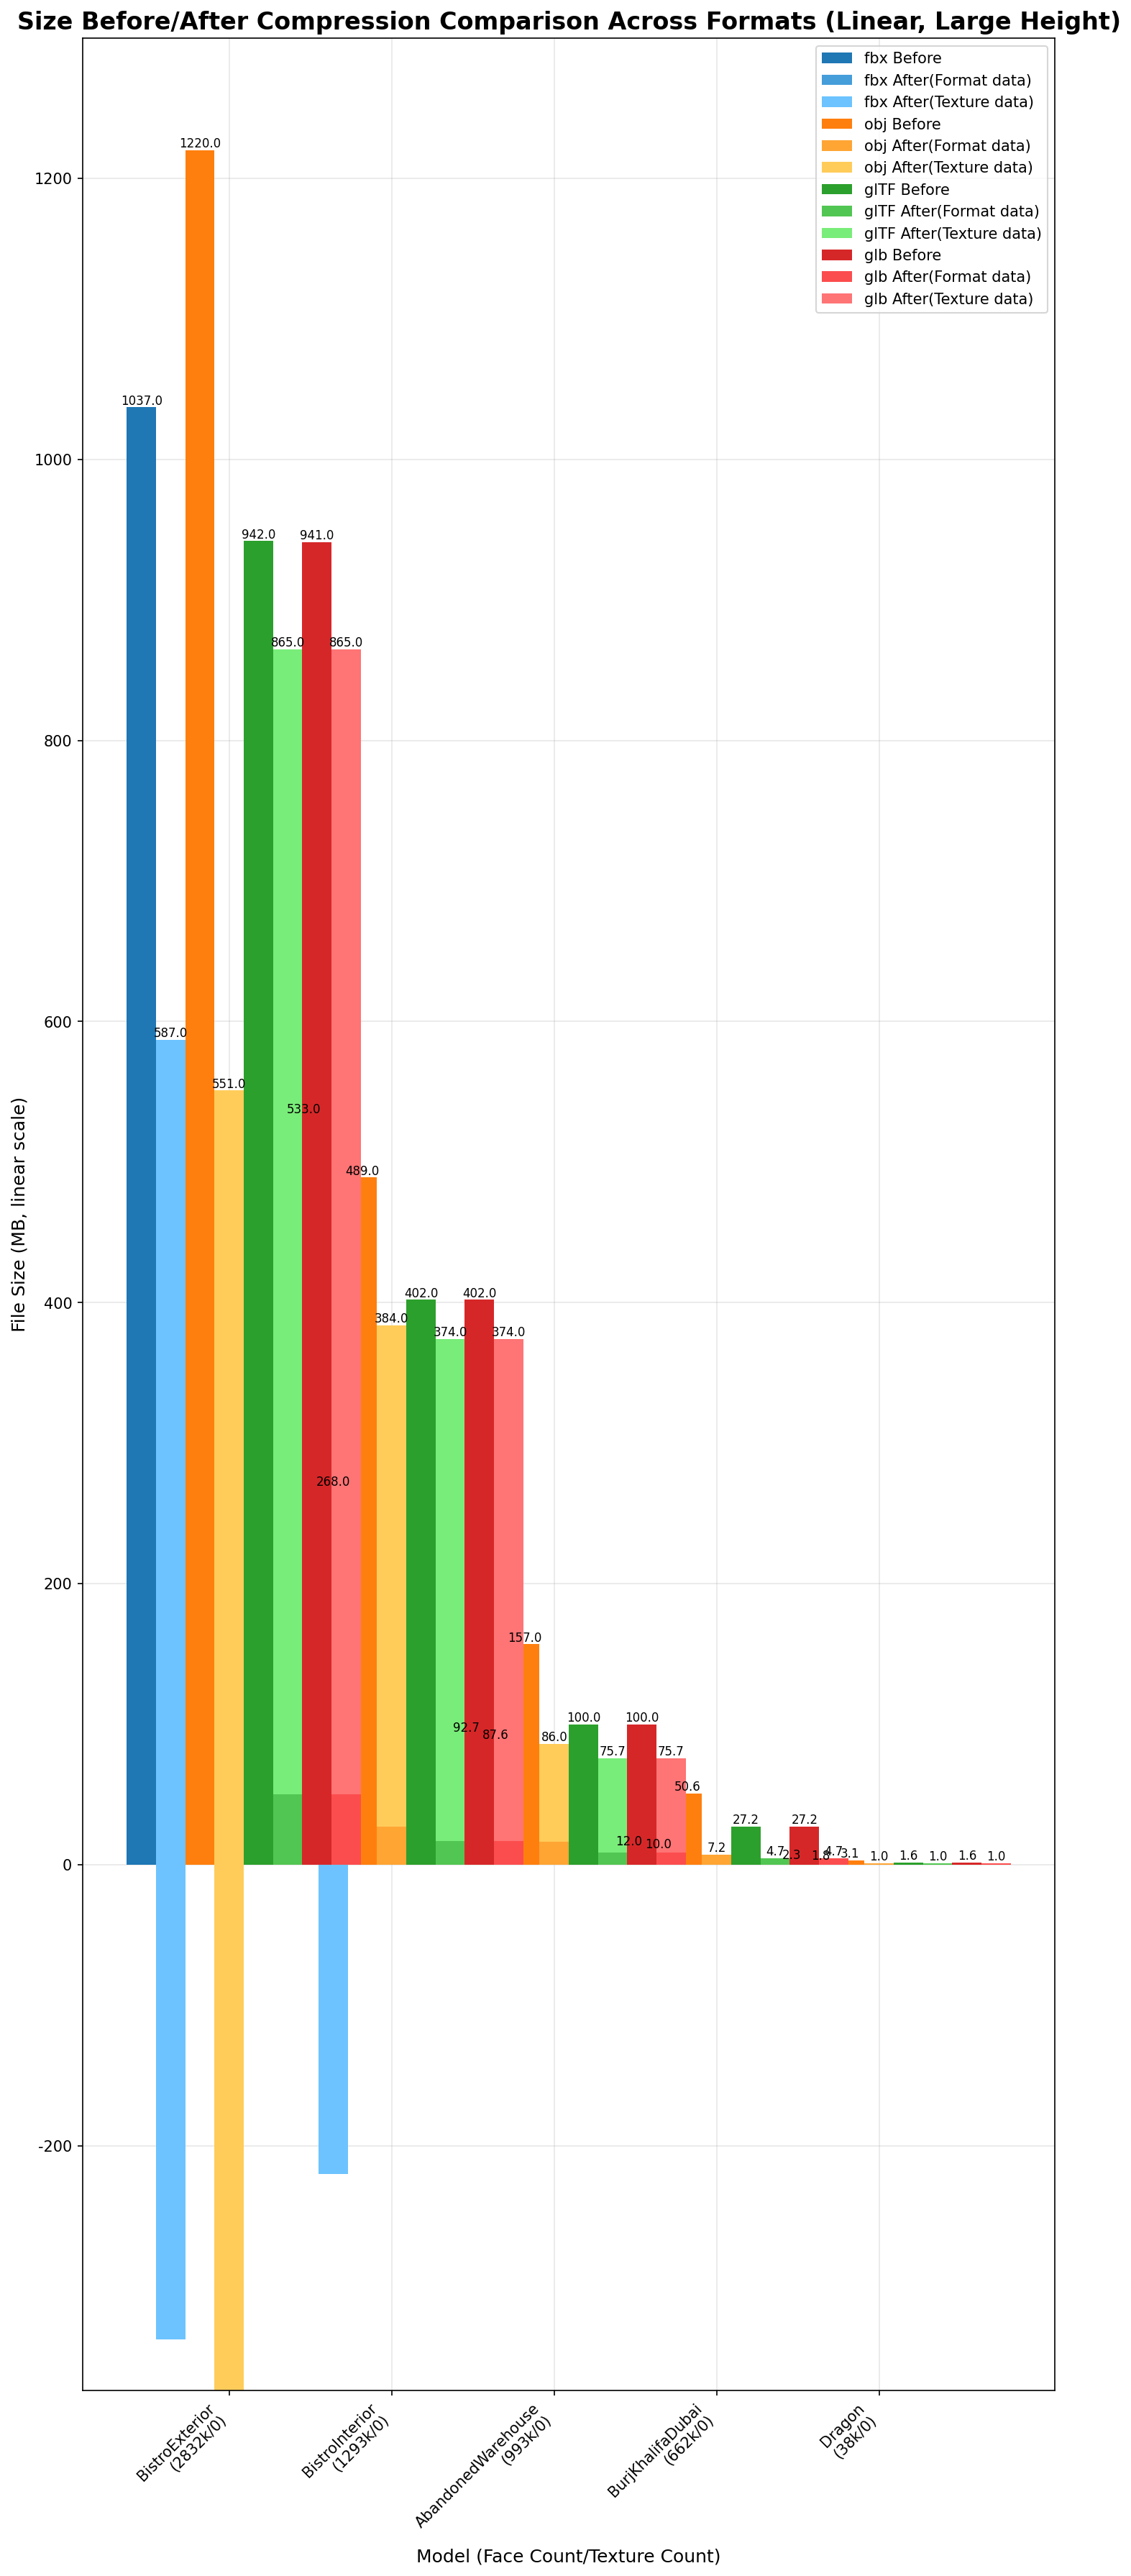 Size Before/After Compression Comparison Across Formats (Linear, Large Height)
fbx Before
fbx After(Format data)
fbx After(Texture data)
obj Before
obj After(Format data)
obj After(Texture data)
glTF Before
glTF After(Format data)
glTF After(Texture data)
glb Before
glb After(Format data)
glb After(Texture data)
File Size (MB, linear scale)
1200
1000
800
600
400
200
0
-200
1220.0
1037.0
942.0
941.0
865.0
865.0
587.0
551.0
533.0
489.0
402.0
402.0
384.0
374.0
374.0
268.0
157.0
92.7
87.6
86.0
100.0
75.7
100.0
75.7
50.6
12.0
10.0
7.2
27.2
4.7
27.2
2.3
1.8
4.7
3.1
1.0
1.6
1.0
1.6
1.0
BistroExterior
(2832k/0)
BistroInterior
(1293k/0)
AbandonedWarehouse
(993k/0)
BurjKhalifaDubai
(662k/0)
Dragon
(38k/0)
Model (Face Count/Texture Count)